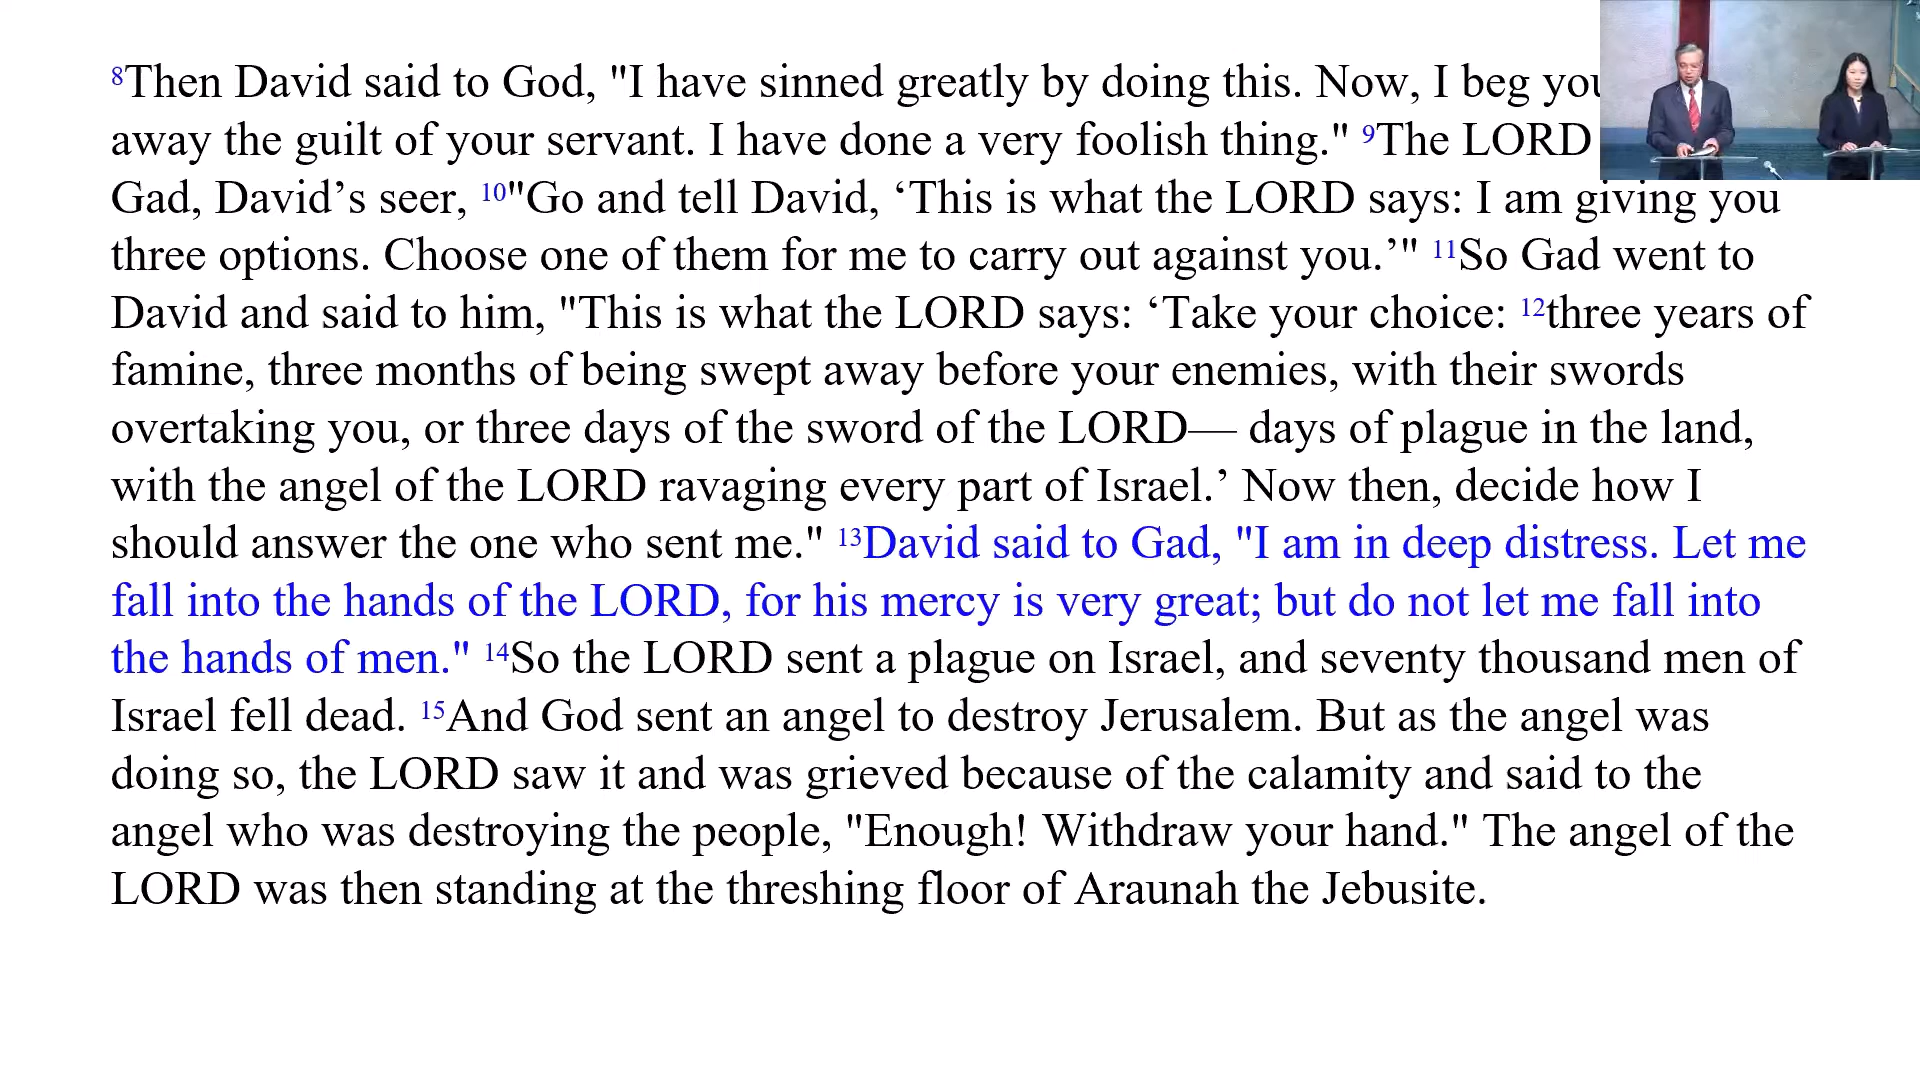 8Then David said to God, "I have sinned greatly by doing this. Now, I beg you
away the guilt of your servant. I have done a very foolish thing." 9The LORD
Gad, David’s seer, 10"Go and tell David, ‘This is what the LORD says: I am giving you
three options. Choose one of them for me to carry out against you.’" 11So Gad went to
David and said to him, "This is what the LORD says: ‘Take your choice: 12three years of
famine, three months of being swept away before your enemies, with their swords
overtaking you, or three days of the sword of the LORD— days of plague in the land,
with the angel of the LORD ravaging every part of Israel.’ Now then, decide how I
should answer the one who sent me." 13David said to Gad, "I am in deep distress. Let me
fall into the hands of the LORD, for his mercy is very great; but do not let me fall into
the hands of men." 14So the LORD sent a plague on Israel, and seventy thousand men of
Israel fell dead. 15And God sent an angel to destroy Jerusalem. But as the angel was
doing so, the LORD saw it and was grieved because of the calamity and said to the
angel who was destroying the people, "Enough! Withdraw your hand." The angel of the
LORD was then standing at the threshing floor of Araunah the Jebusite.